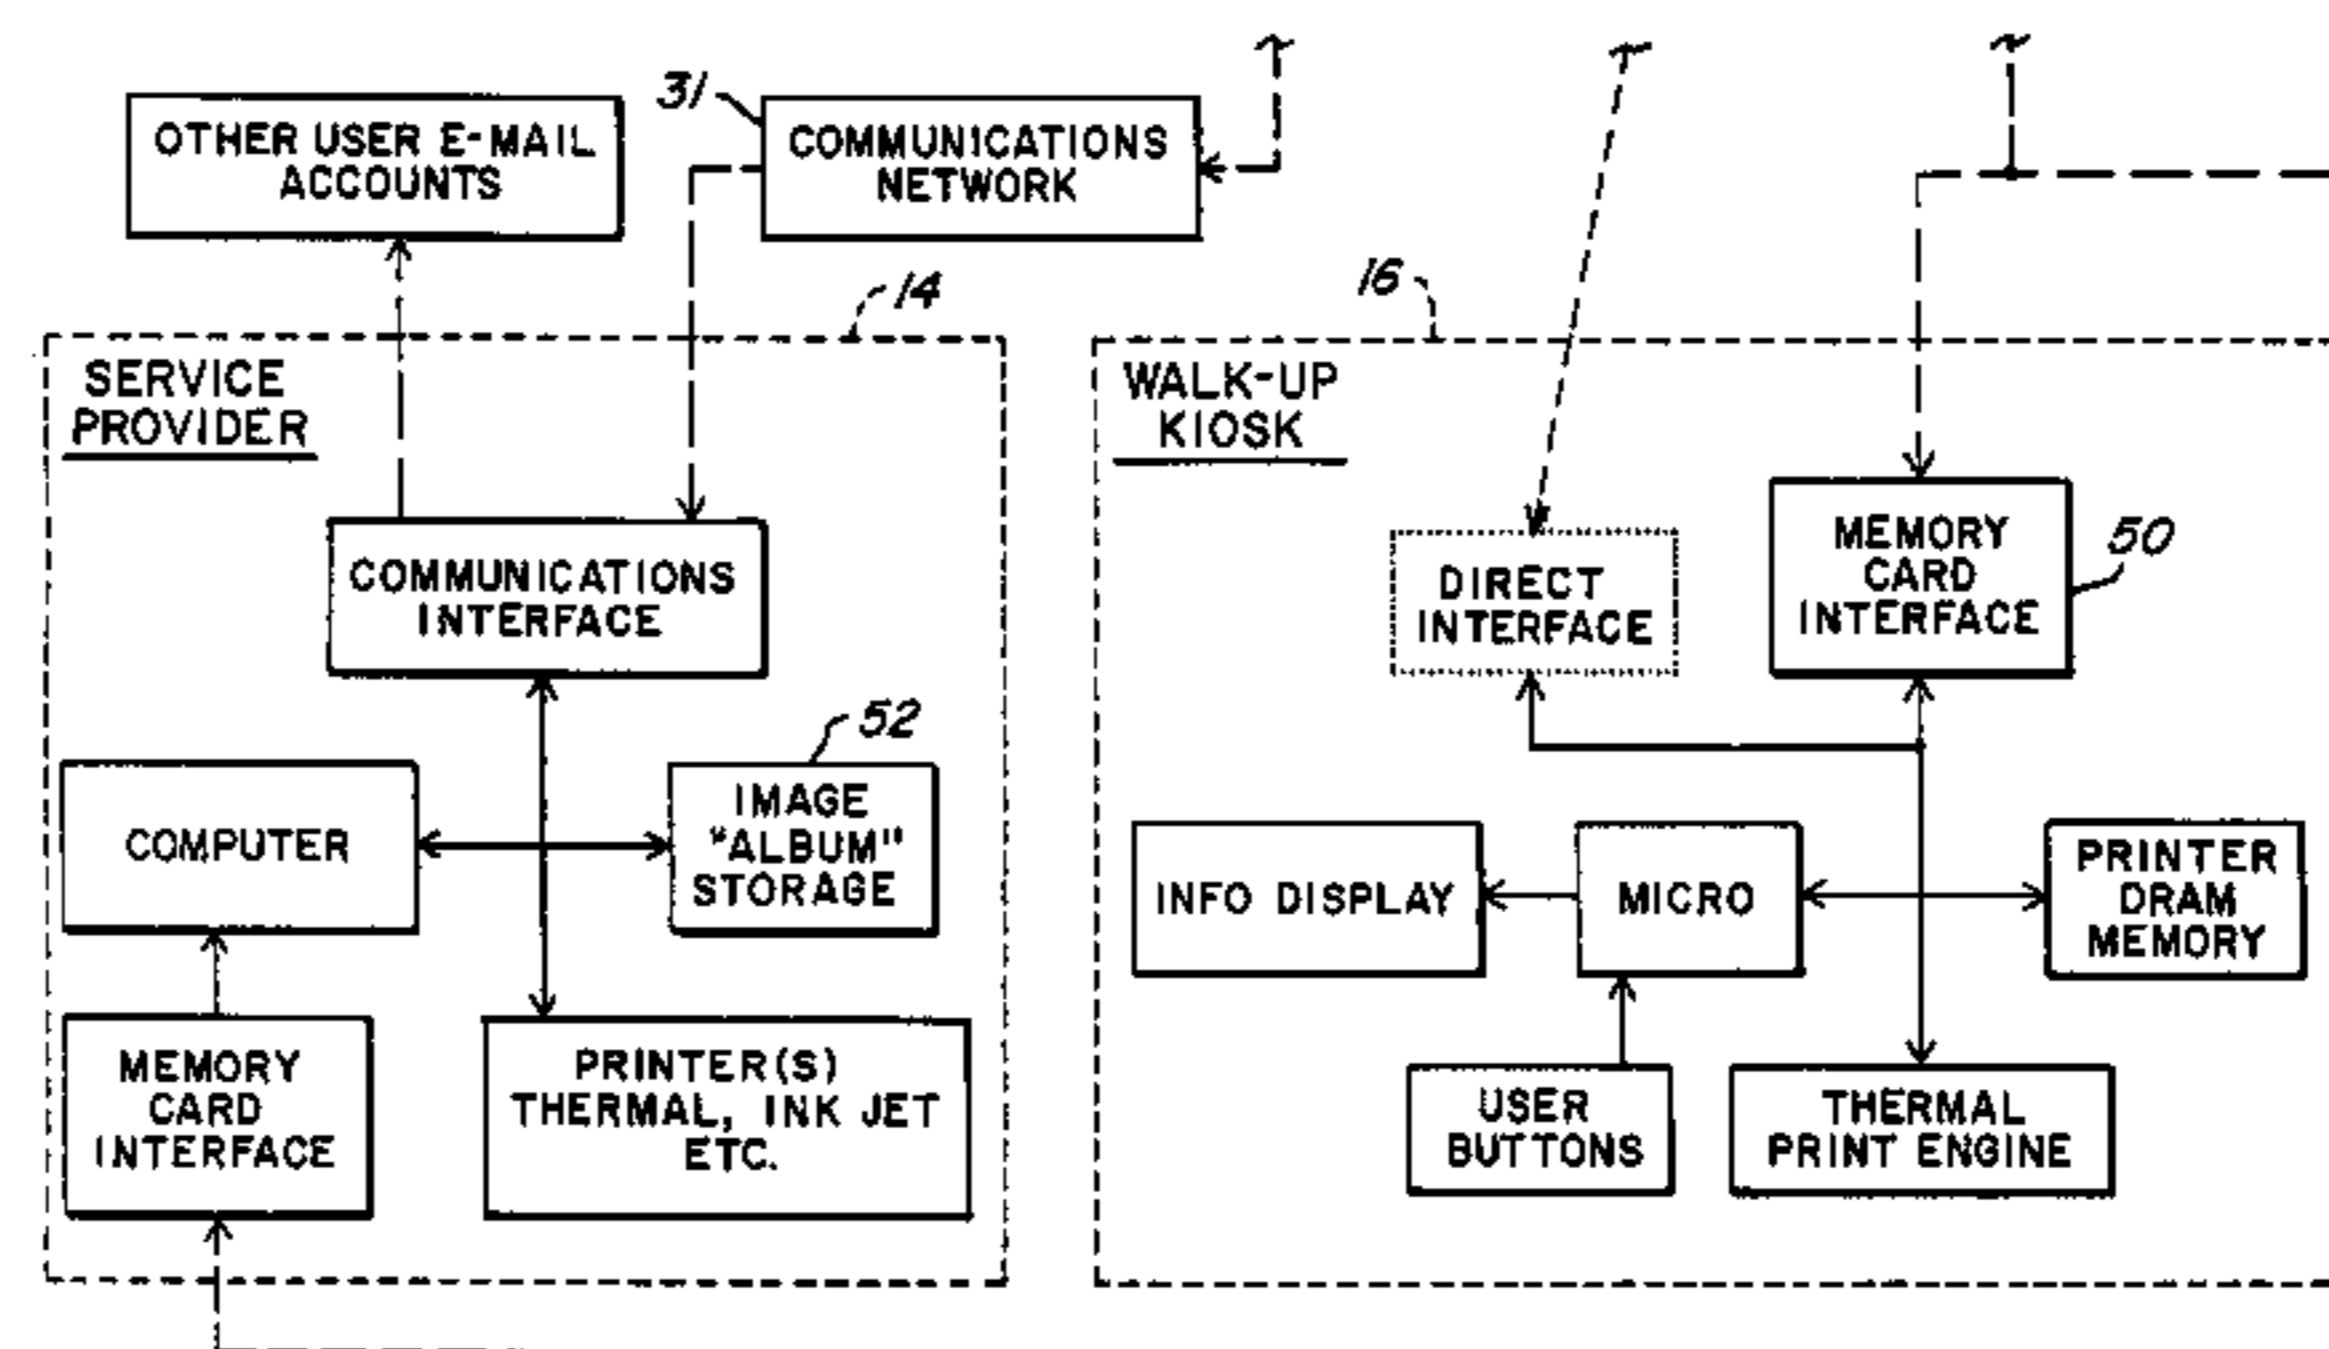 31
OTHER USER E-MAIL
ACCOUNTS
COMMUNICATIONS
NETWORK
14
16
SERVICE
PROVIDER
COMMUNICATIONS
INTERFACE
52
COMPUTER
IMAGE
"ALBUM"
STORAGE
MEMORY
CARD
INTERFACE
PRINTER(S)
THERMAL, INK JET
ETC.
WALK-UP
KIOSK
DIRECT
INTERFACE
MEMORY
CARD
INTERFACE
50
INFO DISPLAY
MICRO
PRINTER
DRAM
MEMORY
USER
BUTTONS
THERMAL
PRINT ENGINE